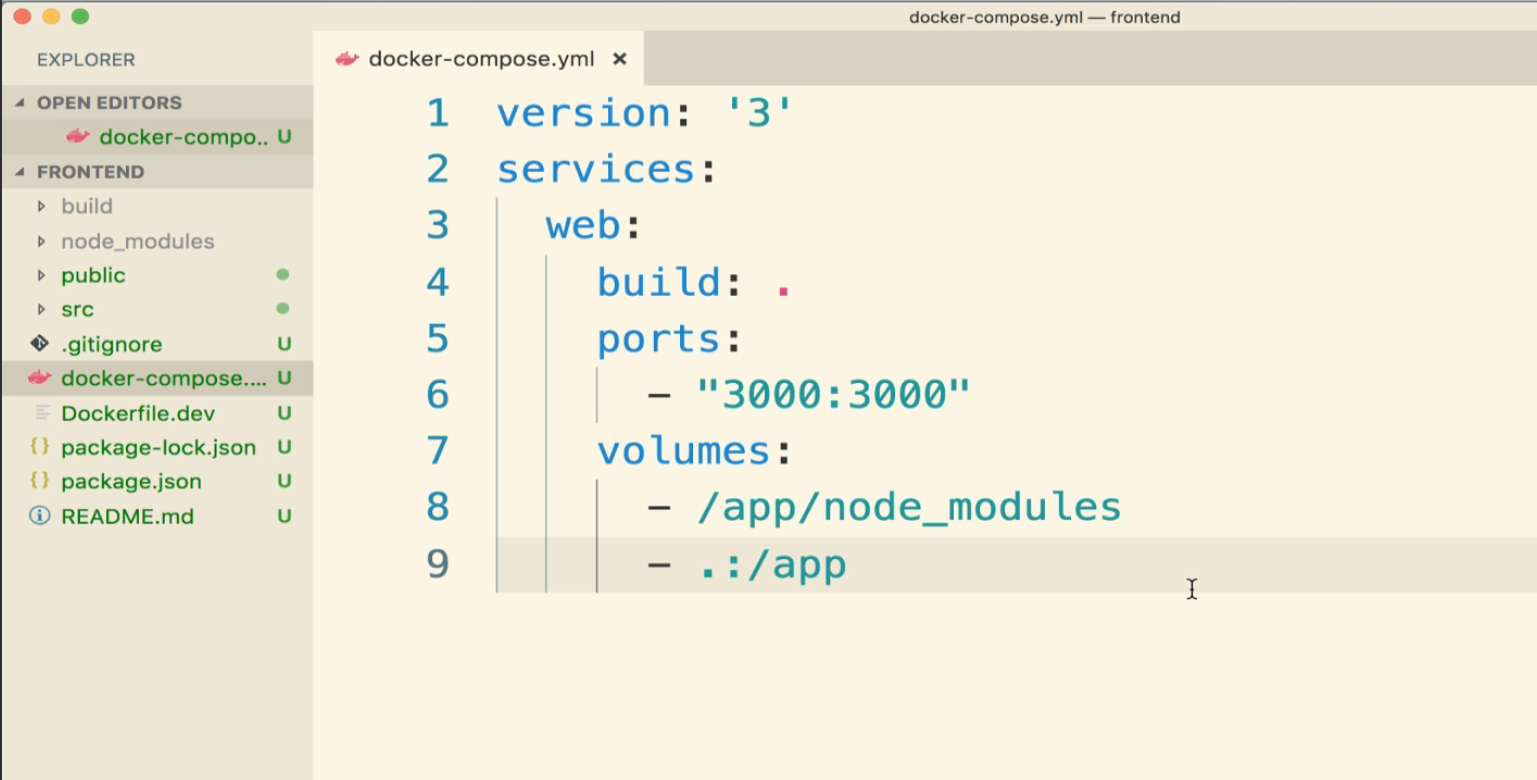 docker-compose.yml — frontend
EXPLORER
OPEN EDITORS
docker-compo.. U
FRONTEND
build
node_modules
public
src
.gitignore U
docker-compose.... U
Dockerfile.dev U
package-lock.json U
package.json U
README.md U
docker-compose.yml ×
1 version: '3'
2 services:
3   web:
4     build: .
5     ports:
6       - "3000:3000"
7     volumes:
8       - /app/node_modules
9       - .:/app